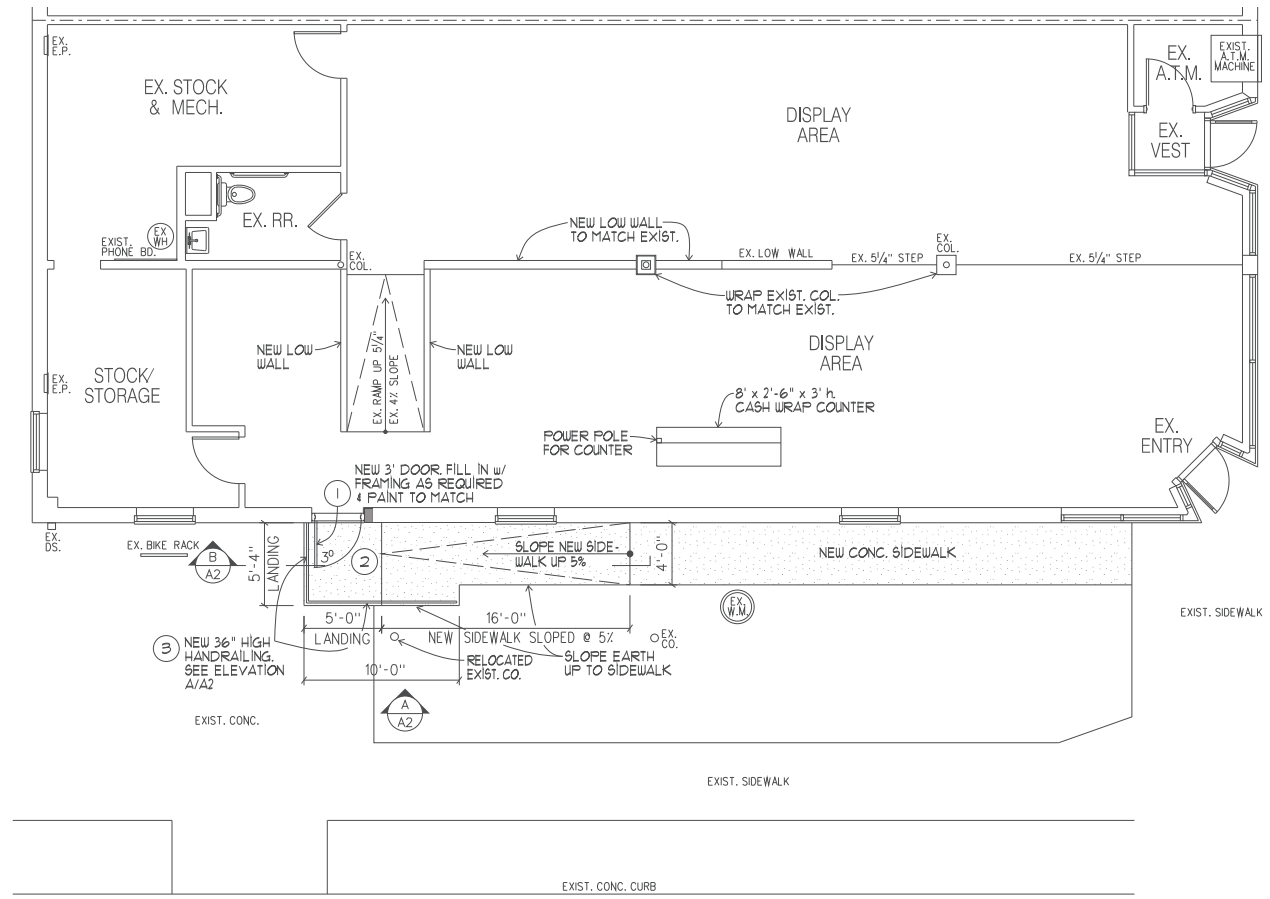 EX.
E.P.
EX. STOCK
& MECH.
DISPLAY
AREA
EX.
A.T.M.
EXIST.
A.T.M.
MACHINE
EX.
VEST
EX. RR.
EX
WH
EXIST.
PHONE BD.
EX.
COL.
NEW LOW WALL
TO MATCH EXIST.
EX. LOW WALL
EX. 5¼" STEP
EX.
COL.
EX. 5¼" STEP
WRAP EXIST. COL.
TO MATCH EXIST.
NEW LOW
WALL
EX. RAMP UP 5¼"
EX. 4% SLOPE
NEW LOW
WALL
DISPLAY
AREA
EX.
E.P.
STOCK/
STORAGE
8' x 2'-6" x 3' h.
CASH WRAP COUNTER
POWER POLE
FOR COUNTER
EX.
ENTRY
1
NEW 3' DOOR. FILL IN w/
FRAMING AS REQUIRED
& PAINT TO MATCH
EX.
DS.
EX. BIKE RACK
B
A2
5'-4"
LANDING
3⁰
2
SLOPE NEW SIDE-
WALK UP 5%
4'-0"
NEW CONC. SIDEWALK
EX.
W.M.
EXIST. SIDEWALK
5'-0"
LANDING
16'-0"
NEW SIDEWALK SLOPED @ 5%
EX.
CO.
3
NEW 36" HIGH
HANDRAILING.
SEE ELEVATION
A/A2
10'-0"
RELOCATED
EXIST. CO.
SLOPE EARTH
UP TO SIDEWALK
A
A2
EXIST. CONC.
EXIST. SIDEWALK
EXIST. CONC. CURB